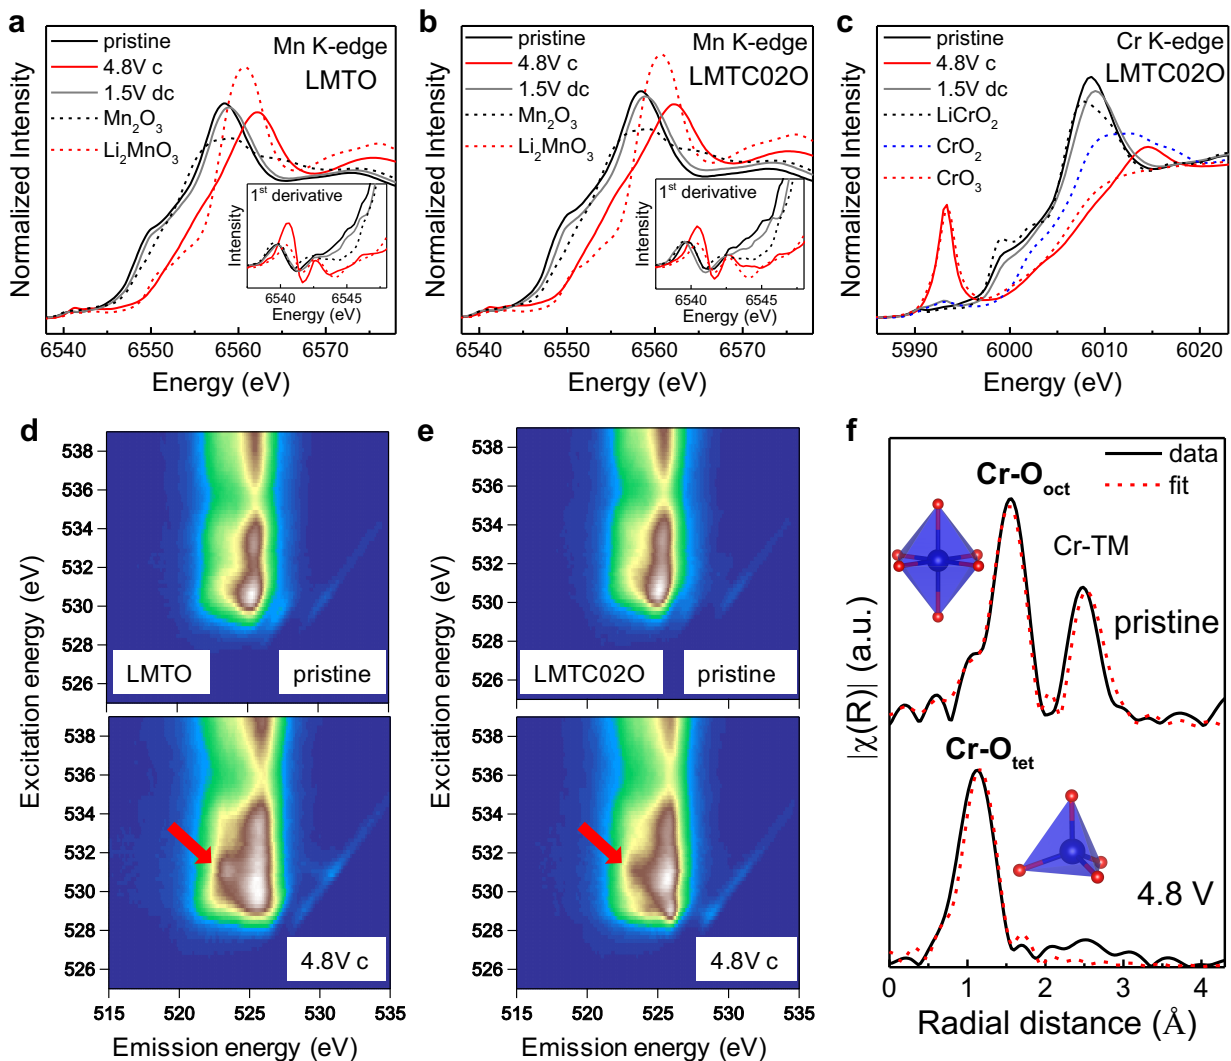 a
pristine
4.8V c
1.5V dc
Mn₂O₃
Li₂MnO₃
Mn K-edge
LMTO
1st derivative
Intensity
6540 6545
Energy (eV)
Normalized Intensity
6540 6550 6560 6570
Energy (eV)
b
pristine
4.8V c
1.5V dc
Mn₂O₃
Li₂MnO₃
Mn K-edge
LMTC02O
1st derivative
Intensity
6540 6545
Energy (eV)
Normalized Intensity
6540 6550 6560 6570
Energy (eV)
c
pristine
4.8V c
1.5V dc
LiCrO₂
CrO₂
CrO₃
Cr K-edge
LMTC02O
Normalized Intensity
5990 6000 6010 6020
Energy (eV)
d
538
536
534
532
530
528
526
LMTO
pristine
538
536
534
532
530
528
526
4.8V c
Excitation energy (eV)
515 520 525 530 535
Emission energy (eV)
e
538
536
534
532
530
528
526
LMTC02O
pristine
538
536
534
532
530
528
526
4.8V c
Excitation energy (eV)
515 520 525 530 535
Emission energy (eV)
f
data
fit
Cr-Ooct
Cr-TM
pristine
Cr-Otet
4.8 V
|χ(R)| (a.u.)
0 1 2 3 4
Radial distance (Å)